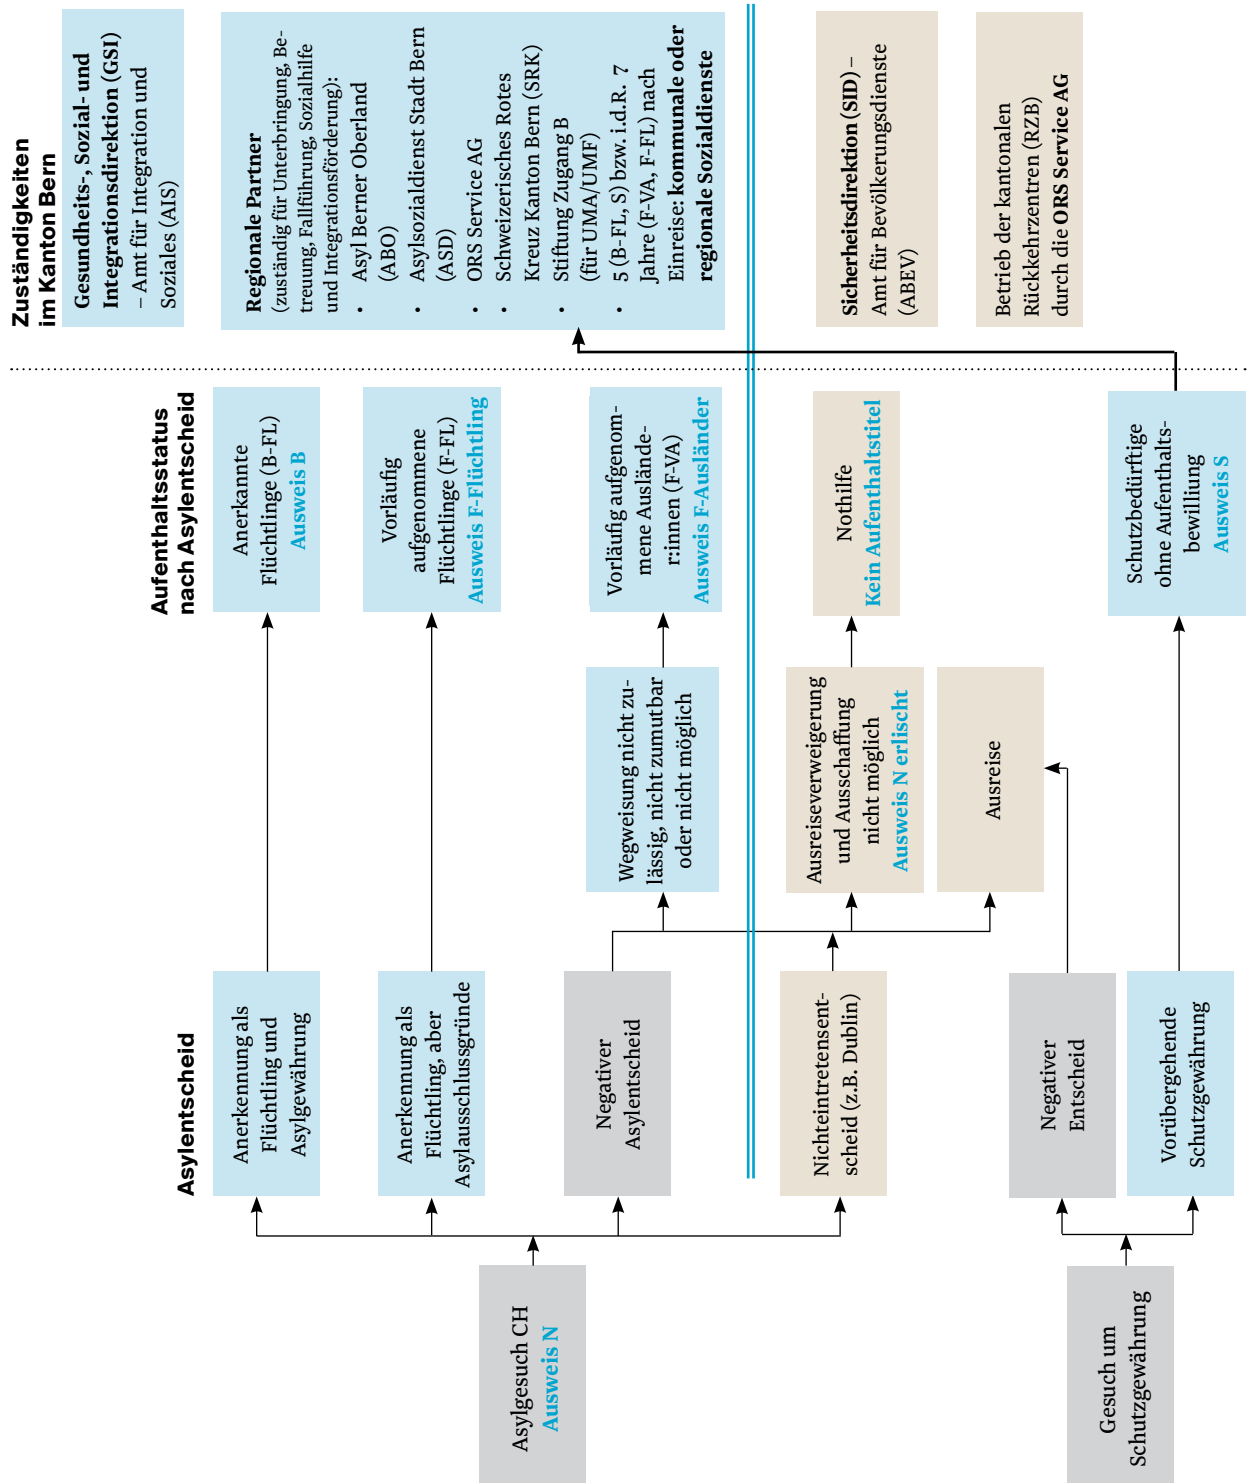 Asylentscheid
Aufenthaltsstatus
nach Asylentscheid
Zuständigkeiten
im Kanton Bern
Asylgesuch CH
Ausweis N
Gesuch um
Schutzgewährung
Anerkennung als
Flüchtling und
Asylgewährung
Anerkennung als
Flüchtling, aber
Asylausschlussgründe
Negativer
Asylentscheid
Nichteintretensent-
scheid (z.B. Dublin)
Negativer
Entscheid
Vorübergehende
Schutzgewährung
Wegweisung nicht zu-
lässig, nicht zumutbar
oder nicht möglich
Ausreiseverweigerung
und Ausschaffung
nicht möglich
Ausweis N erlischt
Ausreise
Anerkannte
Flüchtlinge (B-FL)
Ausweis B
Vorläufig
aufgenommene
Flüchtlinge (F-FL)
Ausweis F-Flüchtling
Vorläufig aufgenom-
mene Auslände-
r:innen (F-VA)
Ausweis F-Ausländer
Nothilfe
Kein Aufenthaltstitel
Schutzbedürftige
ohne Aufenthalts-
bewilliung
Ausweis S
Gesundheits-, Sozial- und
Integrationsdirektion (GSI)
– Amt für Integration und
Soziales (AIS)
Regionale Partner
(zuständig für Unterbringung, Be-
treuung, Fallführung, Sozialhilfe
und Integrationsförderung):
• Asyl Berner Oberland
(ABO)
• Asylsozialdienst Stadt Bern
(ASD)
• ORS Service AG
• Schweizerisches Rotes
Kreuz Kanton Bern (SRK)
• Stiftung Zugang B
(für UMA/UMF)
• 5 (B-FL, S) bzw. i.d.R. 7
Jahre (F-VA, F-FL) nach
Einreise: kommunale oder
regionale Sozialdienste
Sicherheitsdirektion (SID) –
Amt für Bevölkerungsdienste
(ABEV)
Betrieb der kantonalen
Rückkehrzentren (RZB)
durch die ORS Service AG